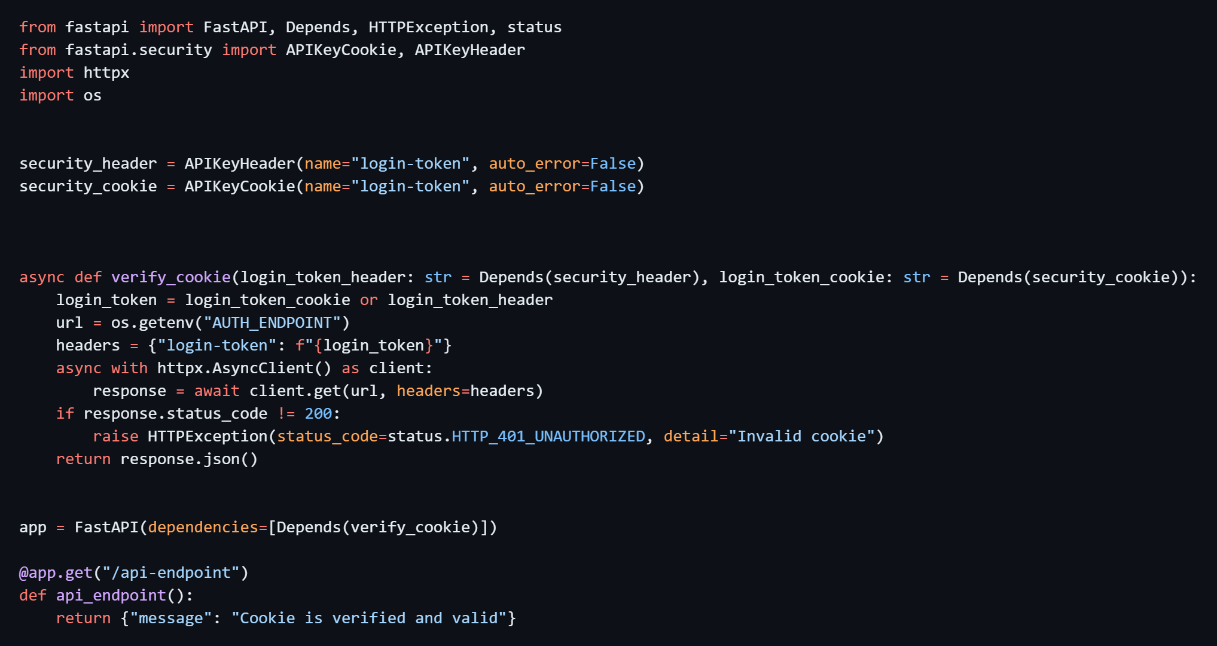 from fastapi import FastAPI, Depends, HTTPException, status
from fastapi.security import APIKeyCookie, APIKeyHeader
import httpx
import os
security_header = APIKeyHeader(name="login-token", auto_error=False)
security_cookie = APIKeyCookie(name="login-token", auto_error=False)
async def verify_cookie(login_token_header: str = Depends(security_header), login_token_cookie: str = Depends(security_cookie)):
    login_token = login_token_cookie or login_token_header
    url = os.getenv("AUTH_ENDPOINT")
    headers = {"login-token": f"{login_token}"}
    async with httpx.AsyncClient() as client:
        response = await client.get(url, headers=headers)
    if response.status_code != 200:
        raise HTTPException(status_code=status.HTTP_401_UNAUTHORIZED, detail="Invalid cookie")
    return response.json()
app = FastAPI(dependencies=[Depends(verify_cookie)])
@app.get("/api-endpoint")
def api_endpoint():
    return {"message": "Cookie is verified and valid"}